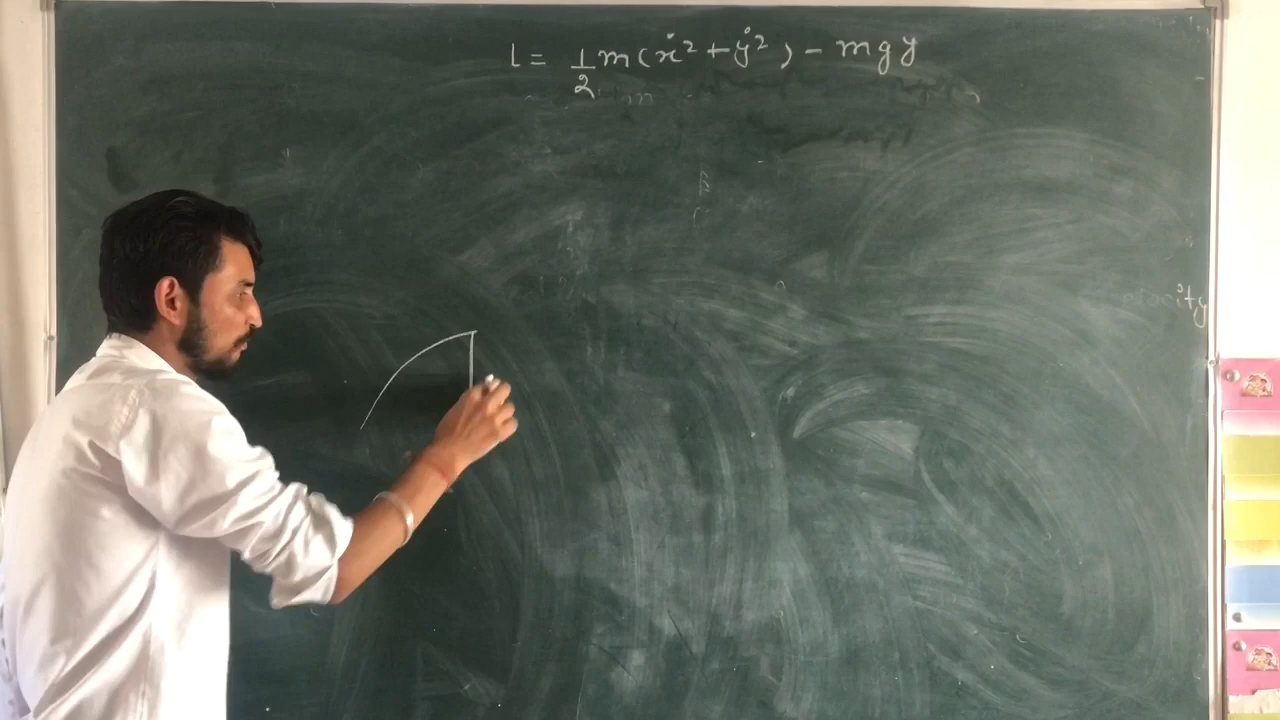 l = 1/2 m(ẋ² + ẏ²) - mgy